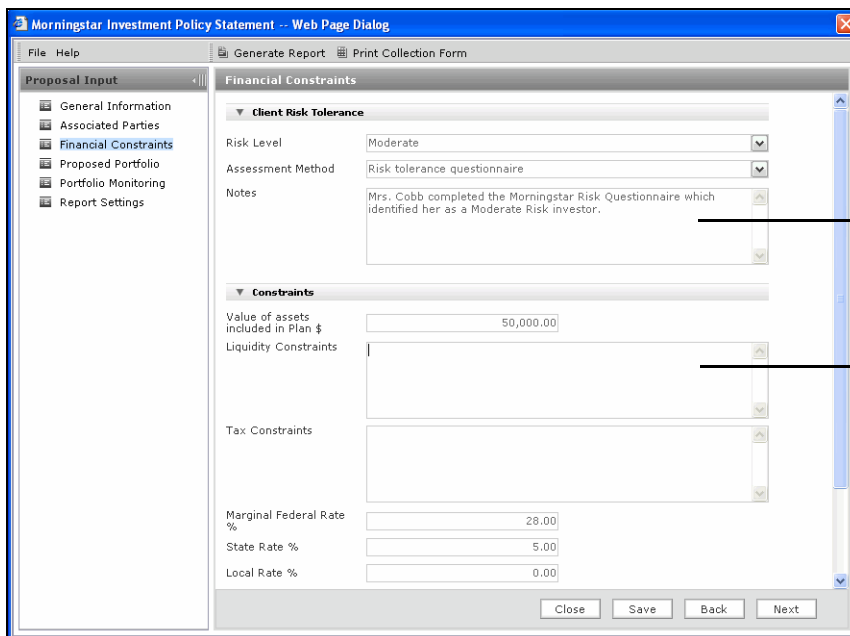 Morningstar Investment Policy Statement -- Web Page Dialog
File Help
Generate Report Print Collection Form
Proposal Input
General Information
Associated Parties
Financial Constraints
Proposed Portfolio
Portfolio Monitoring
Report Settings
Financial Constraints
Client Risk Tolerance
Risk Level Moderate
Assessment Method Risk tolerance questionnaire
Notes Mrs. Cobb completed the Morningstar Risk Questionnaire which
identified her as a Moderate Risk investor.
Constraints
Value of assets
included in Plan $ 50,000.00
Liquidity Constraints
Tax Constraints
Marginal Federal Rate
% 28.00
State Rate % 5.00
Local Rate % 0.00
Close Save Back Next